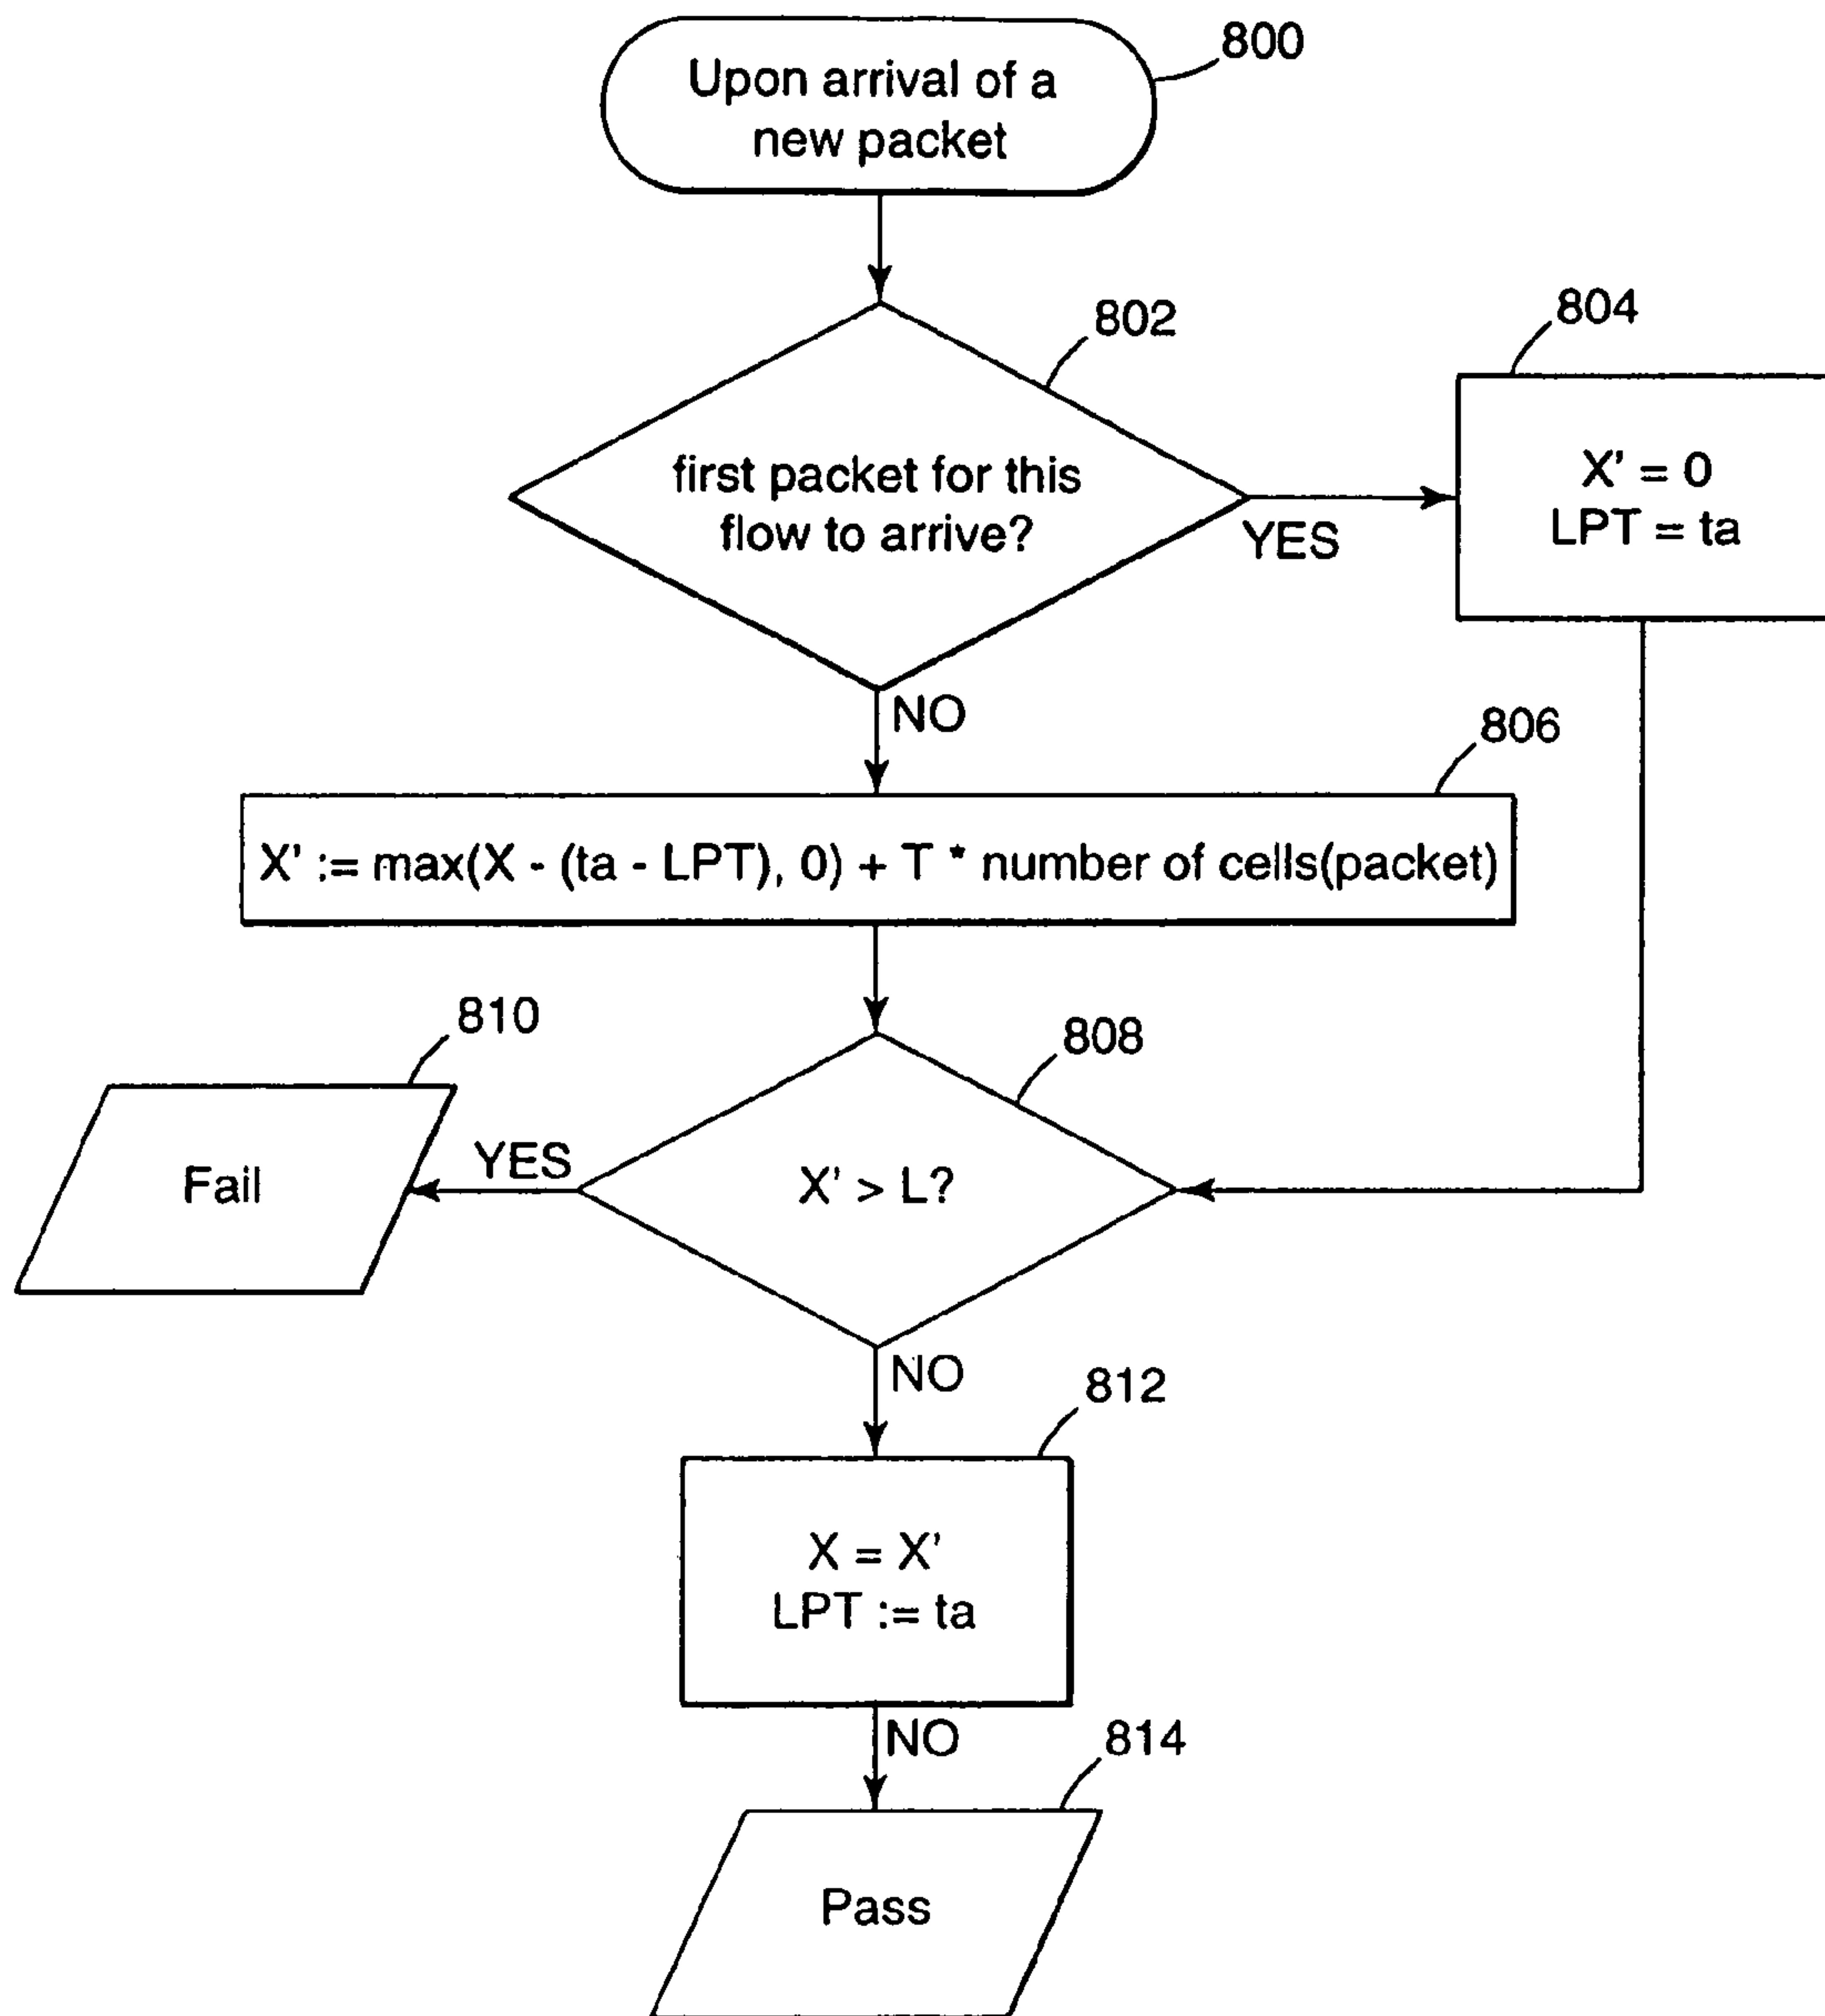 800
Upon arrival of a
new packet
802
first packet for this
flow to arrive?
YES
804
X' = 0
LPT = ta
NO
806
X' := max(X - (ta - LPT), 0) + T * number of cells(packet)
810
808
Fail
YES
X' > L?
NO
812
X = X'
LPT := ta
NO
814
Pass